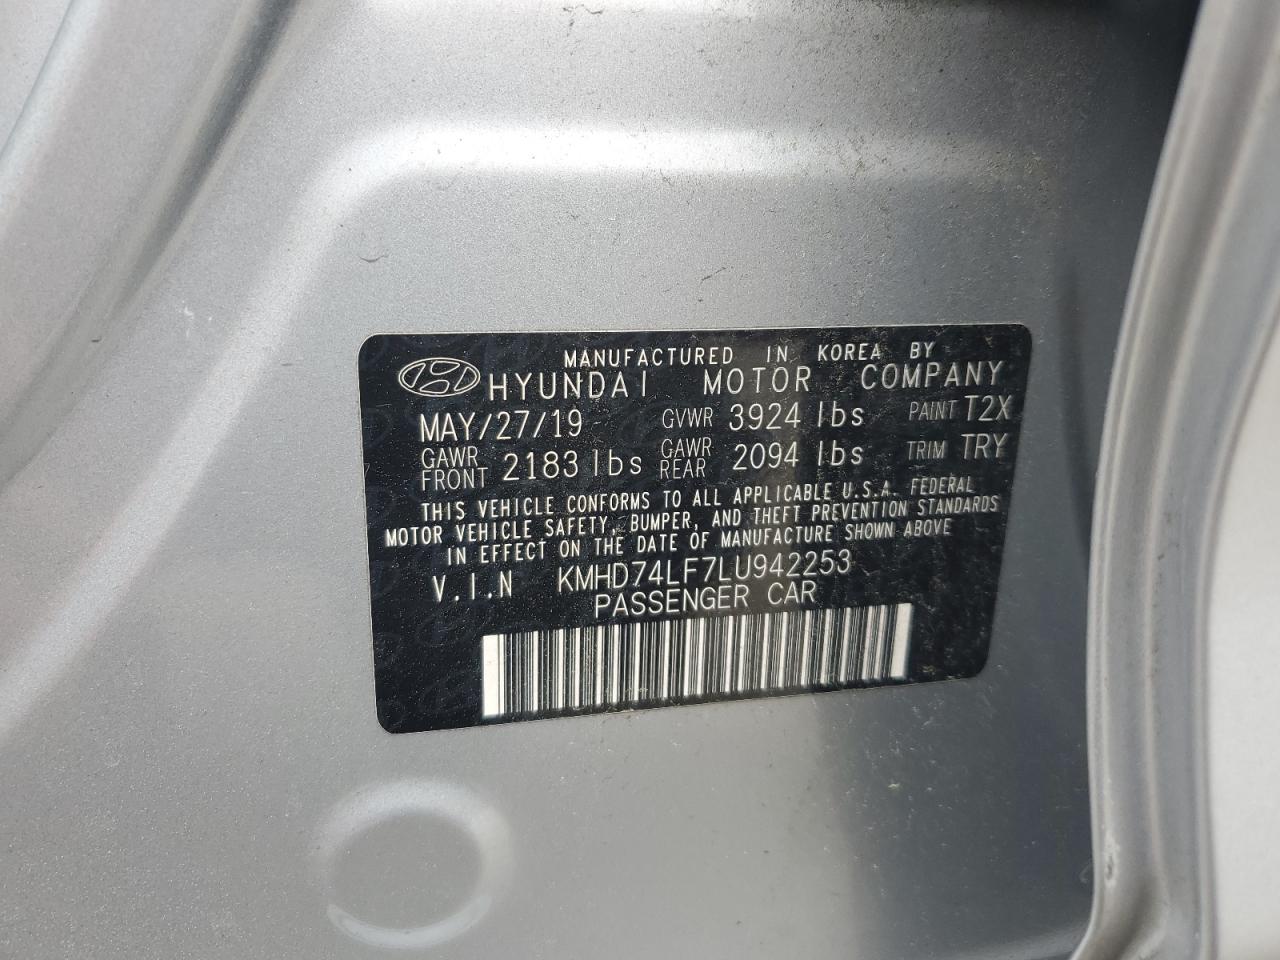 MANUFACTURED IN KOREA BY
HYUNDAI MOTOR COMPANY
MAY/27/19 GVWR 3924 lbs PAINT T2X
GAWR FRONT 2183 lbs GAWR REAR 2094 lbs TRIM TRY
THIS VEHICLE CONFORMS TO ALL APPLICABLE U.S.A. FEDERAL
MOTOR VEHICLE SAFETY, BUMPER, AND THEFT PREVENTION STANDARDS
IN EFFECT ON THE DATE OF MANUFACTURE SHOWN ABOVE
V.I.N KMHD74LF7LU942253
PASSENGER CAR